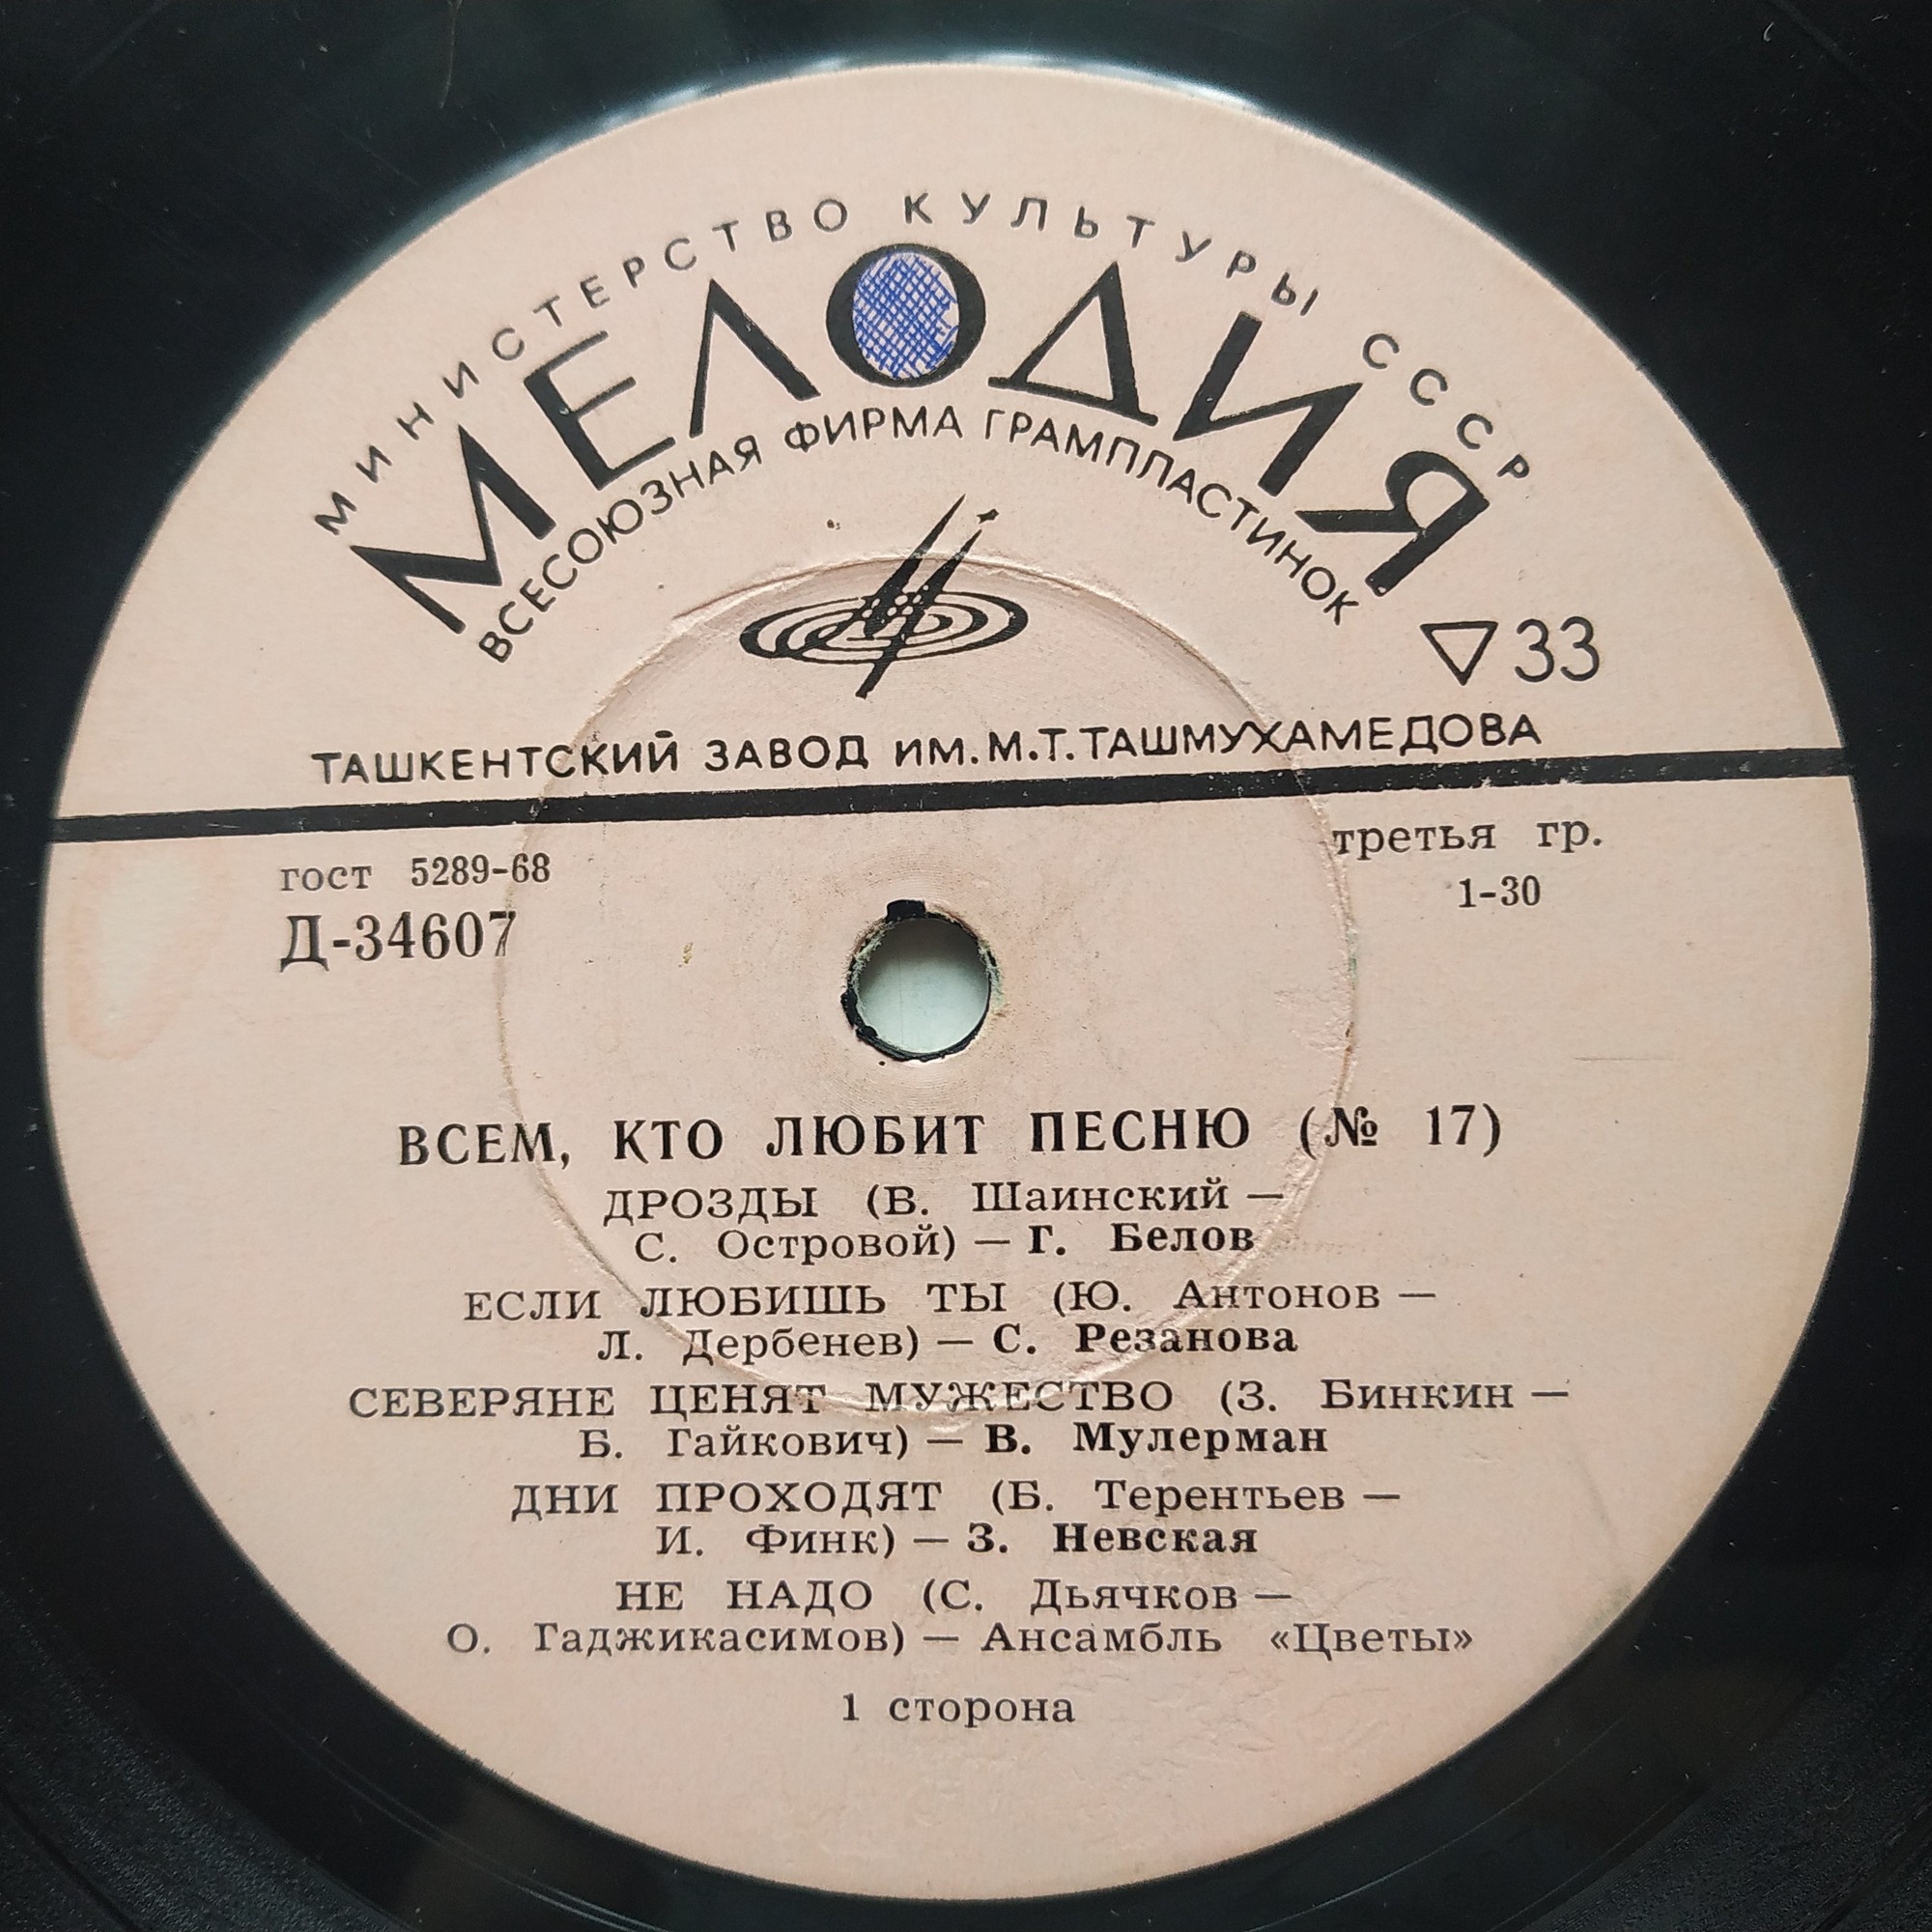 МИНИСТЕРСТВО КУЛЬТУРЫ СССР
МЕЛОДИЯ
ВСЕСОЮЗНАЯ ФИРМА ГРАМПЛАСТИНОК
▽33
ТАШКЕНТСКИЙ ЗАВОД ИМ. М.Т. ТАШМУХАМЕДОВА
гост 5289-68
третья гр.
Д-34607
1-30
ВСЕМ, КТО ЛЮБИТ ПЕСНЮ (№ 17)
ДРОЗДЫ (В. Шаинский —
С. Островой) — Г. Белов
ЕСЛИ ЛЮБИШЬ ТЫ (Ю. Антонов —
Л. Дербенев) — С. Резанова
СЕВЕРЯНЕ ЦЕНЯТ МУЖЕСТВО (З. Бинкин —
Б. Гайкович) — В. Мулерман
ДНИ ПРОХОДЯТ (Б. Терентьев —
И. Финк) — З. Невская
НЕ НАДО (С. Дьячков —
О. Гаджикасимов) — Ансамбль «Цветы»
1 сторона